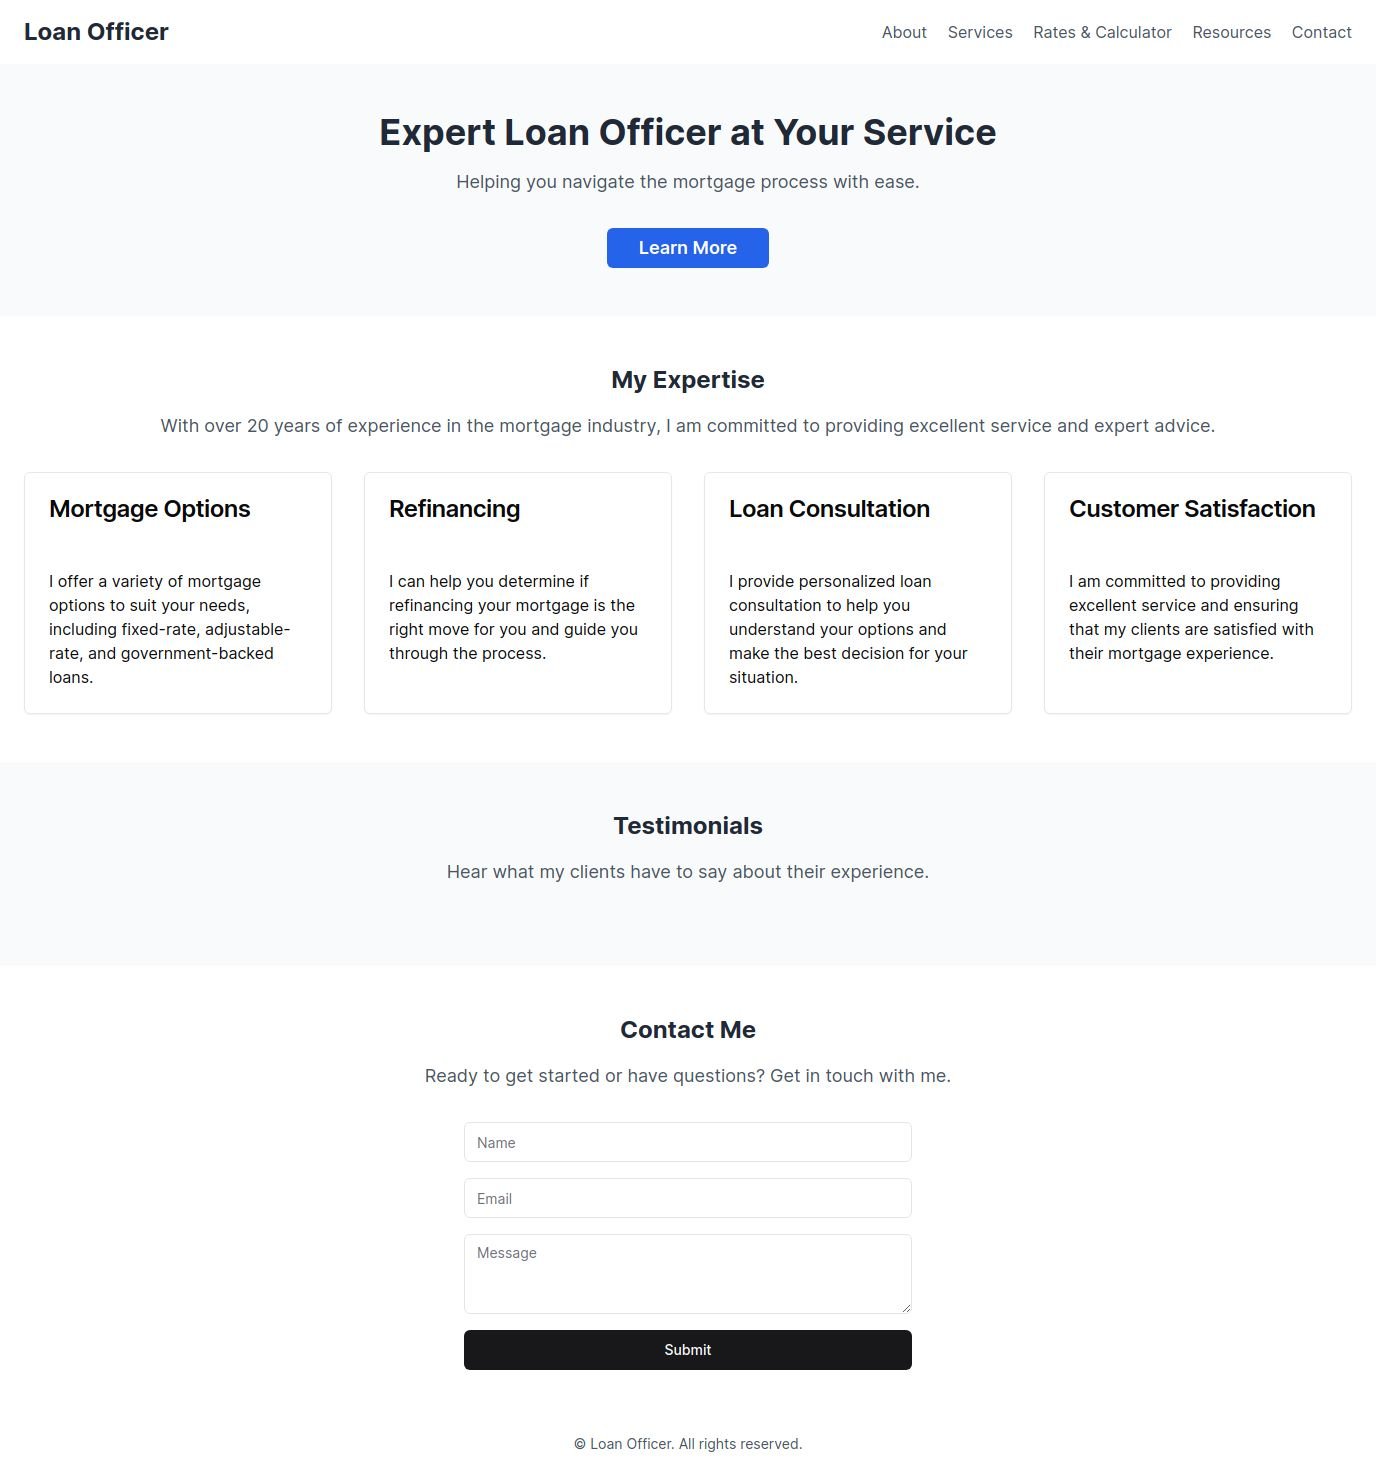 Loan Officer
About Services Rates & Calculator Resources Contact
Expert Loan Officer at Your Service
Helping you navigate the mortgage process with ease.
Learn More
My Expertise
With over 20 years of experience in the mortgage industry, I am committed to providing excellent service and expert advice.
Mortgage Options
I offer a variety of mortgage
options to suit your needs,
including fixed-rate, adjustable-
rate, and government-backed
loans.
Refinancing
I can help you determine if
refinancing your mortgage is the
right move for you and guide you
through the process.
Loan Consultation
I provide personalized loan
consultation to help you
understand your options and
make the best decision for your
situation.
Customer Satisfaction
I am committed to providing
excellent service and ensuring
that my clients are satisfied with
their mortgage experience.
Testimonials
Hear what my clients have to say about their experience.
Contact Me
Ready to get started or have questions? Get in touch with me.
Name
Email
Message
Submit
© Loan Officer. All rights reserved.